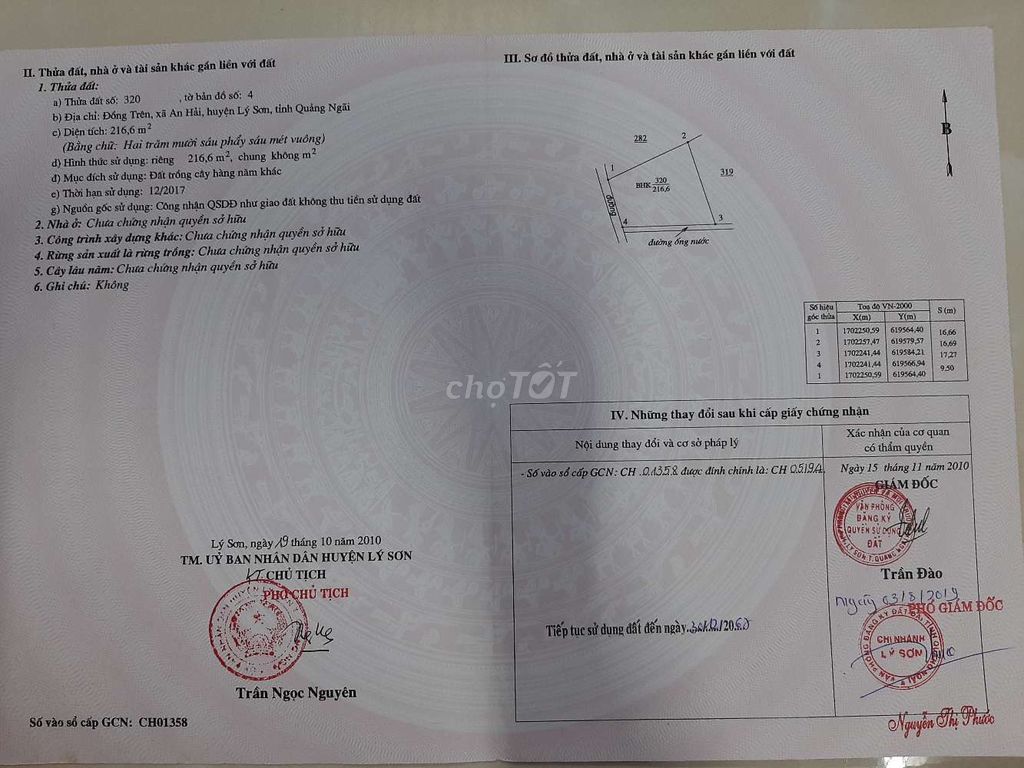 II. Thửa đất, nhà ở và tài sản khác gắn liền với đất
1. Thửa đất:
a) Thửa đất số: 320 , tờ bản đồ số: 4
b) Địa chỉ: Đồng Trên, xã An Hải, huyện Lý Sơn, tỉnh Quảng Ngãi
c) Diện tích: 216,6 m²
(Bằng chữ: Hai trăm mười sáu phẩy sáu mét vuông)
d) Hình thức sử dụng: riêng 216,6 m², chung không m²
đ) Mục đích sử dụng: Đất trồng cây hàng năm khác
e) Thời hạn sử dụng: 12/2017
g) Nguồn gốc sử dụng: Công nhận QSDĐ như giao đất không thu tiền sử dụng đất
2. Nhà ở: Chưa chứng nhận quyền sở hữu
3. Công trình xây dựng khác: Chưa chứng nhận quyền sở hữu
4. Rừng sản xuất là rừng trồng: Chưa chứng nhận quyền sở hữu
5. Cây lâu năm: Chưa chứng nhận quyền sở hữu
6. Ghi chú: Không
Lý Sơn, ngày 19 tháng 10 năm 2010
TM. UỶ BAN NHÂN DÂN HUYỆN LÝ SƠN
KT. CHỦ TỊCH
PHÓ CHỦ TỊCH
Trần Ngọc Nguyên
Số vào sổ cấp GCN: CH01358
III. Sơ đồ thửa đất, nhà ở và tài sản khác gắn liền với đất
B
282
2
1
319
BHK 320
216,6
đường
4
3
đường ống nước
Số hiệu góc thửa Toạ độ VN-2000 S (m)
X(m) Y(m)
1 1702250,59 619564,40
16,66
2 1702257,47 619579,57
16,69
3 1702241,44 619584,21
17,27
4 1702241,44 619566,94
9,50
1 1702250,59 619564,40
chợTỐT
IV. Những thay đổi sau khi cấp giấy chứng nhận
Nội dung thay đổi và cơ sở pháp lý
Xác nhận của cơ quan
có thẩm quyền
- Số vào sổ cấp GCN: CH 01358 được đính chính là: CH 05194
Ngày 15 tháng 11 năm 2010
GIÁM ĐỐC
VĂN PHÒNG
ĐĂNG KÝ
QUYỀN SỬ DỤNG
ĐẤT
Trần Đào
Ngày 03/8/2019
PHÓ GIÁM ĐỐC
CHI NHÁNH
LÝ SƠN
Tiếp tục sử dụng đất đến ngày
Nguyễn Thị Phước